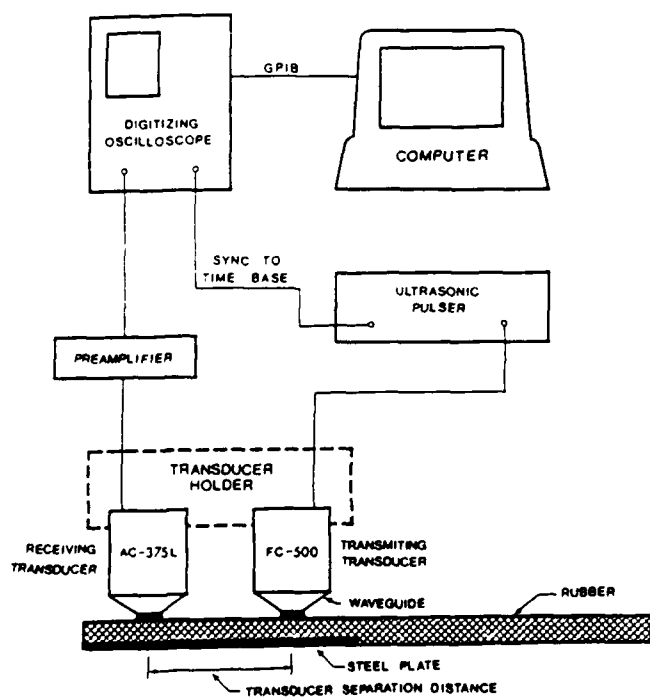 GPIB
DIGITIZING
OSCILLOSCOPE
COMPUTER
SYNC TO
TIME BASE
ULTRASONIC
PULSER
PREAMPLIFIER
TRANSDUCER
HOLDER
RECEIVING
TRANSDUCER
AC-375L
FC-500
TRANSMITING
TRANSDUCER
WAVEGUIDE
RUBBER
STEEL PLATE
TRANSDUCER SEPARATION DISTANCE